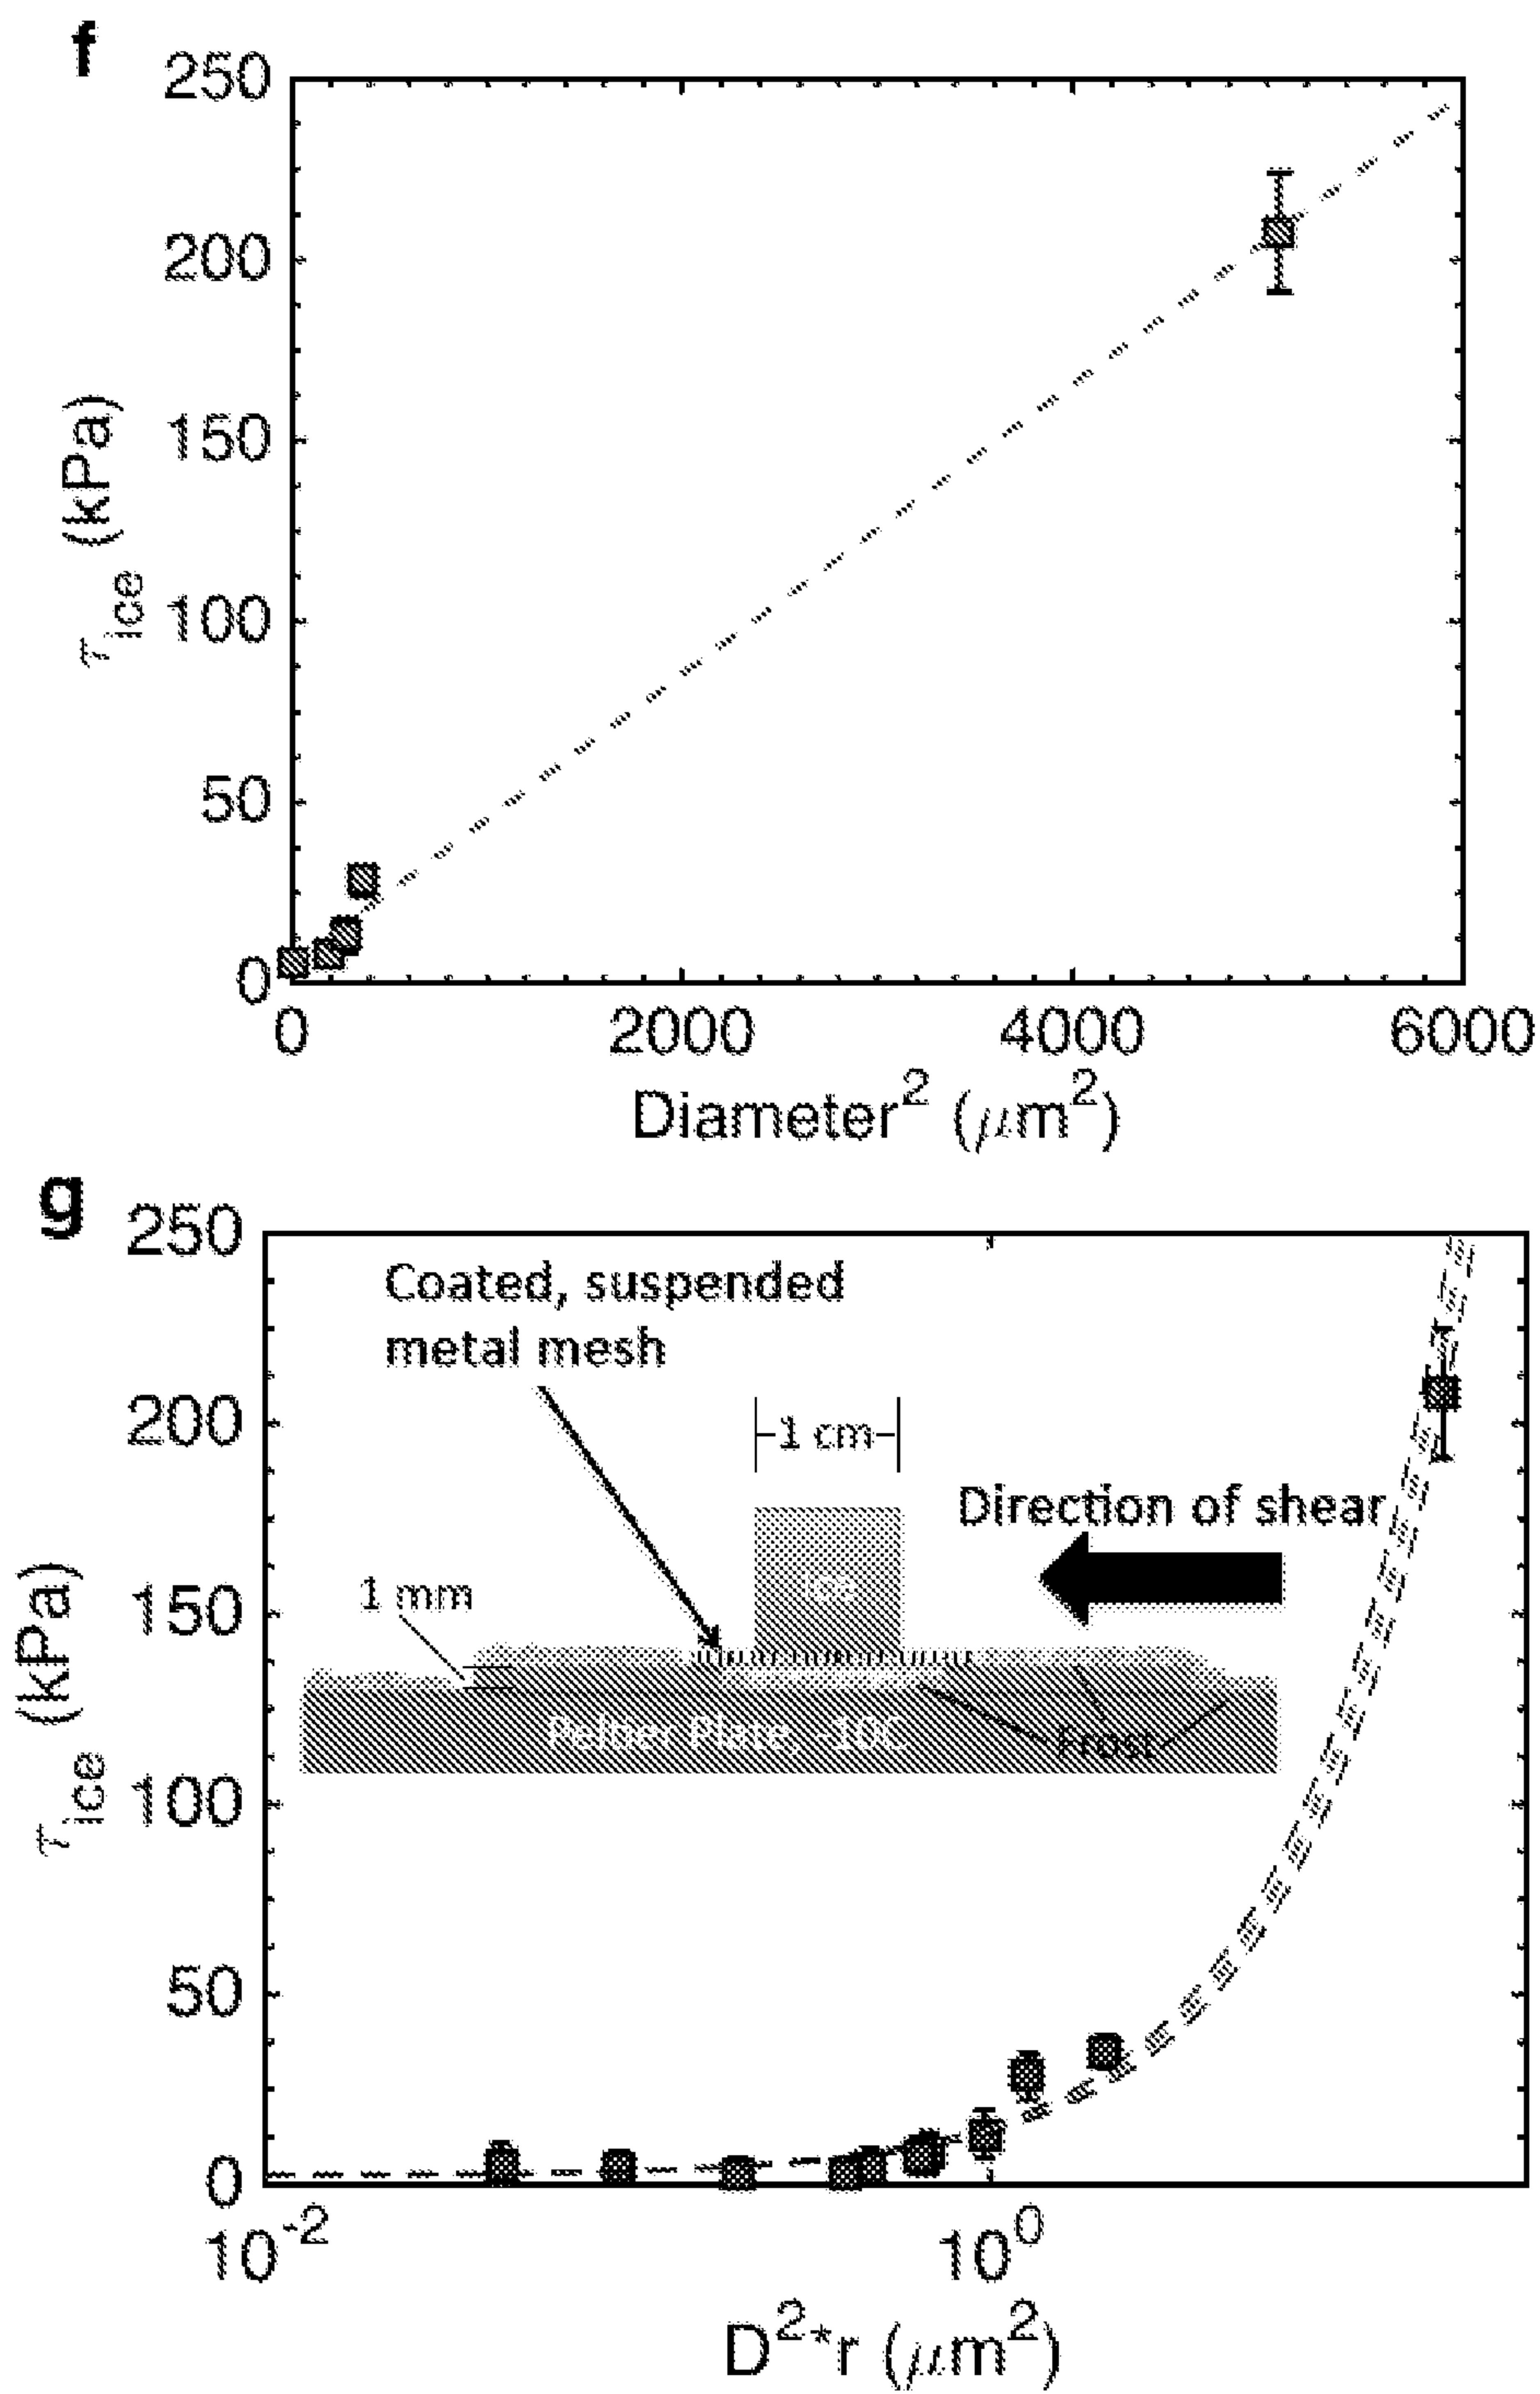 f
250
200
150
100
50
0
τice (kPa)
0 2000 4000 6000
Diameter² (μm²)
g
250
200
150
100
50
0
τice (kPa)
Coated, suspended
metal mesh
1 cm
Direction of shear
1 mm
Ice
Peltier Plate, -10C
Frost
10⁻² 10⁰
D²*r (μm²)